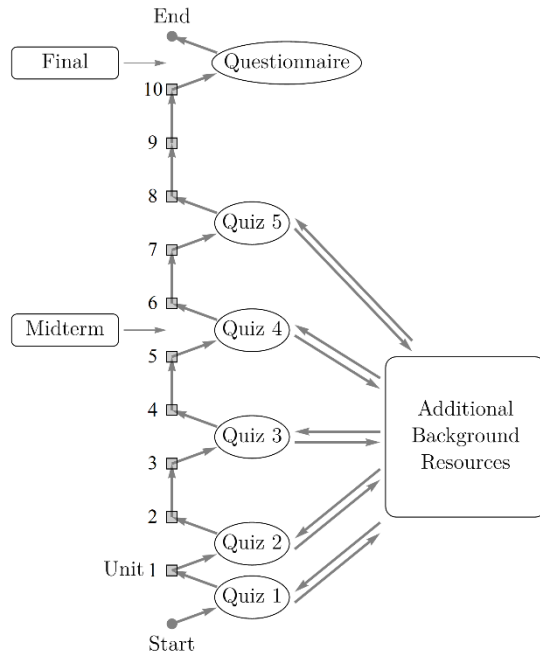 End
Final
Questionnaire
10
9
8
Quiz 5
7
6
Midterm
Quiz 4
5
Additional
Background
Resources
4
Quiz 3
3
2
Quiz 2
Unit 1
Quiz 1
Start